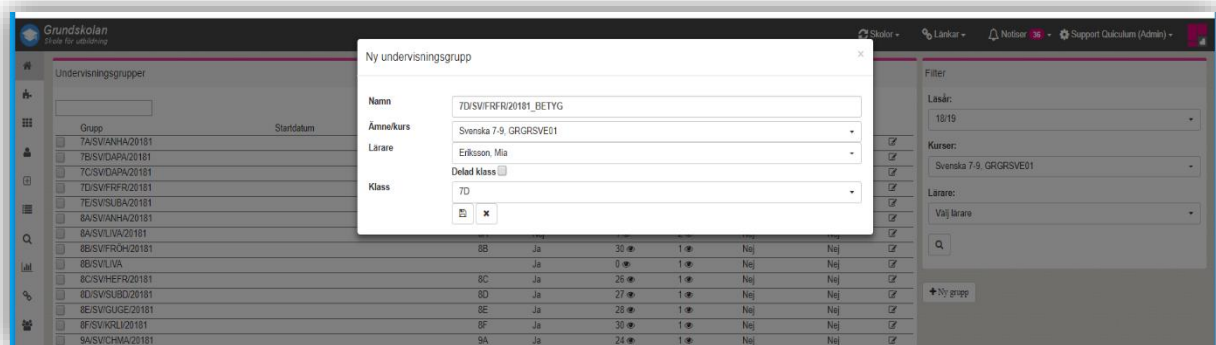 Grundskolan
Skola för utbildning
Skolor
Länkar
Notiser 36
Support Quiculum (Admin)
Undervisningsgrupper
Ny undervisningsgrupp
×
Namn 7D/SV/FRFR/20181_BETYG
Ämne/kurs Svenska 7-9, GRGRSVE01
Lärare Eriksson, Mia
Delad klass
Klass 7D
Filter
Läsår:
18/19
Kurser:
Svenska 7-9, GRGRSVE01
Lärare:
Välj lärare
Ny grupp
Grupp Startdatum
7A/SV/ANHA/20181
7B/SV/DAPA/20181
7C/SV/DAPA/20181
7D/SV/FRFR/20181
7E/SV/SUBA/20181
8A/SV/ANHA/20181
8A/SV/LIVA/20181
8B/SV/FRÖH/20181 8B Ja 30 1 Nej Nej
8B/SV/LIVA Ja 0 1 Nej Nej
8C/SV/HEFR/20181 8C Ja 26 1 Nej Nej
8D/SV/SUBD/20181 8D Ja 27 1 Nej Nej
8E/SV/GUGE/20181 8E Ja 28 1 Nej Nej
8F/SV/KRLI/20181 8F Ja 30 1 Nej Nej
9A/SV/CHMA/20181 9A Ja 24 1 Nej Nej